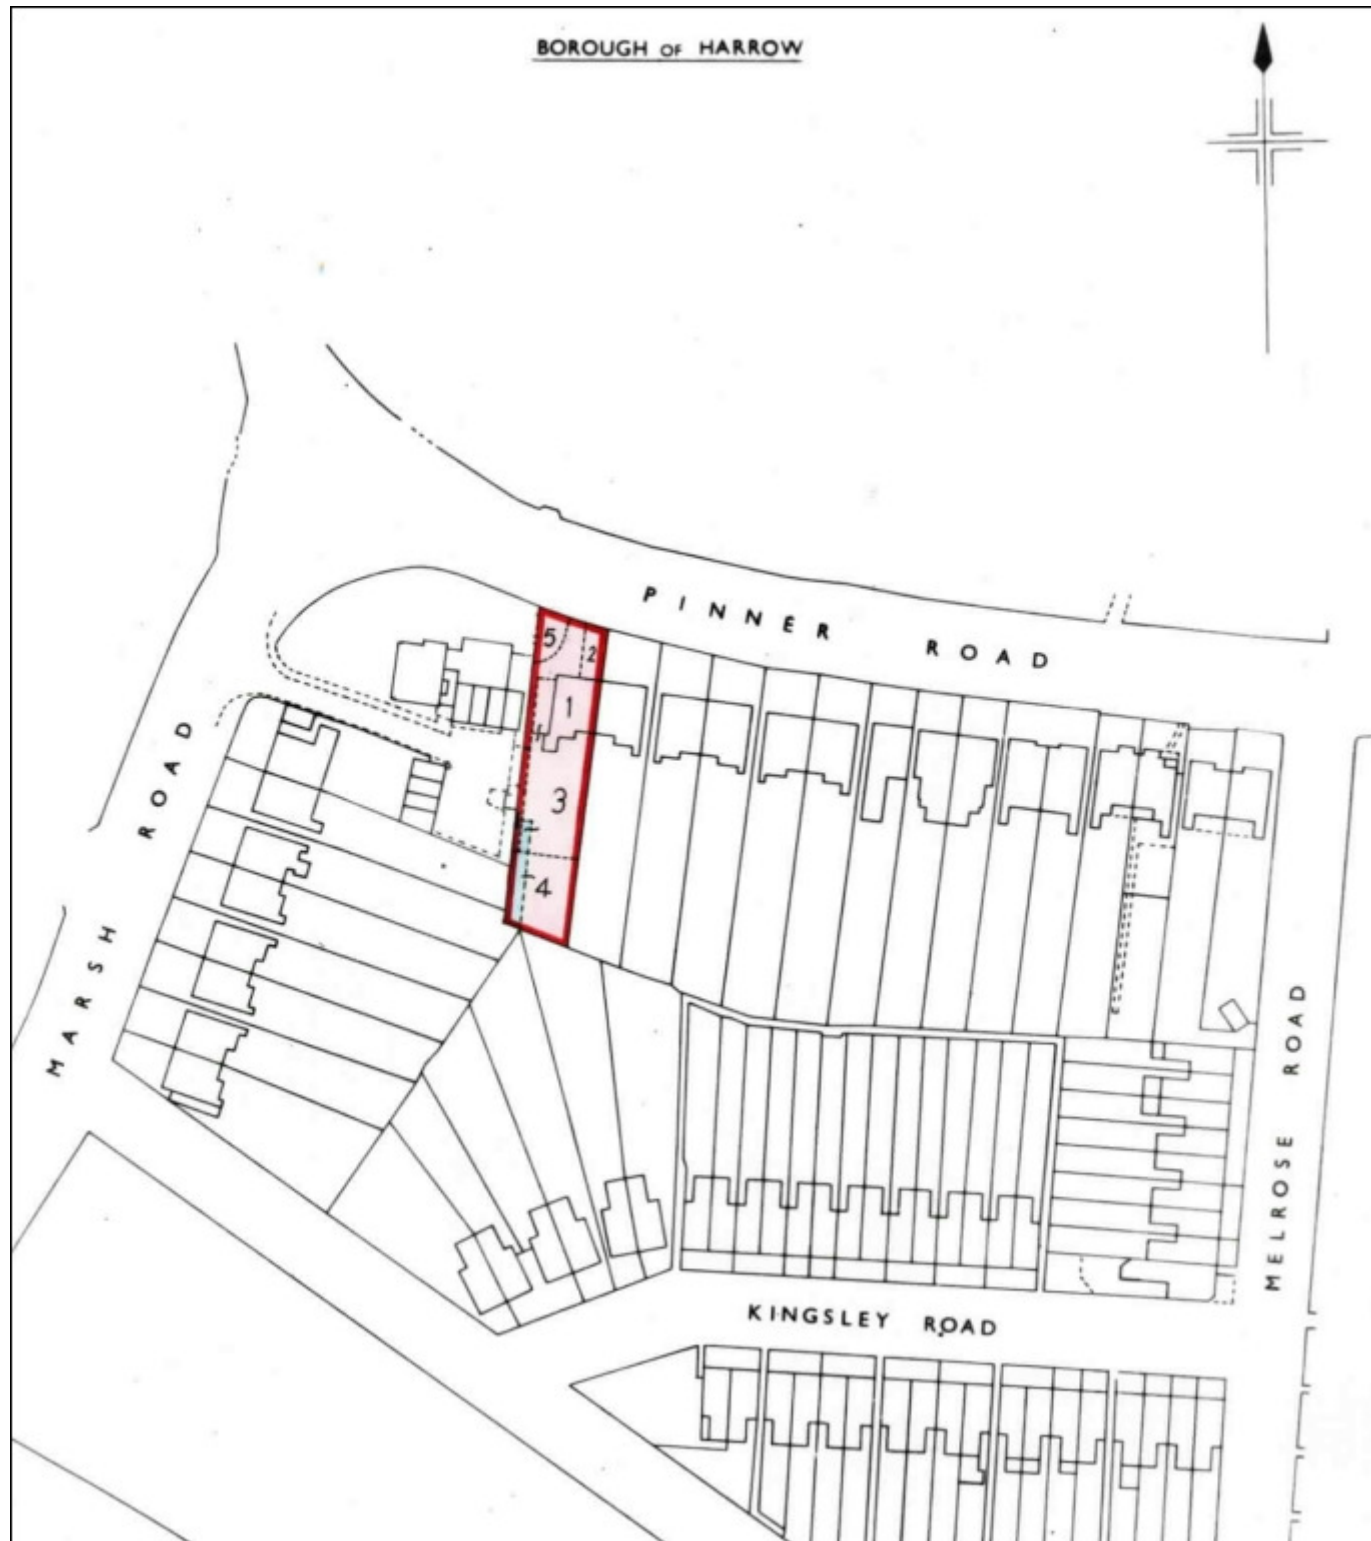 BOROUGH OF HARROW
PINNER ROAD
5
2
1
3
4
MARSH ROAD
MELROSE ROAD
KINGSLEY ROAD